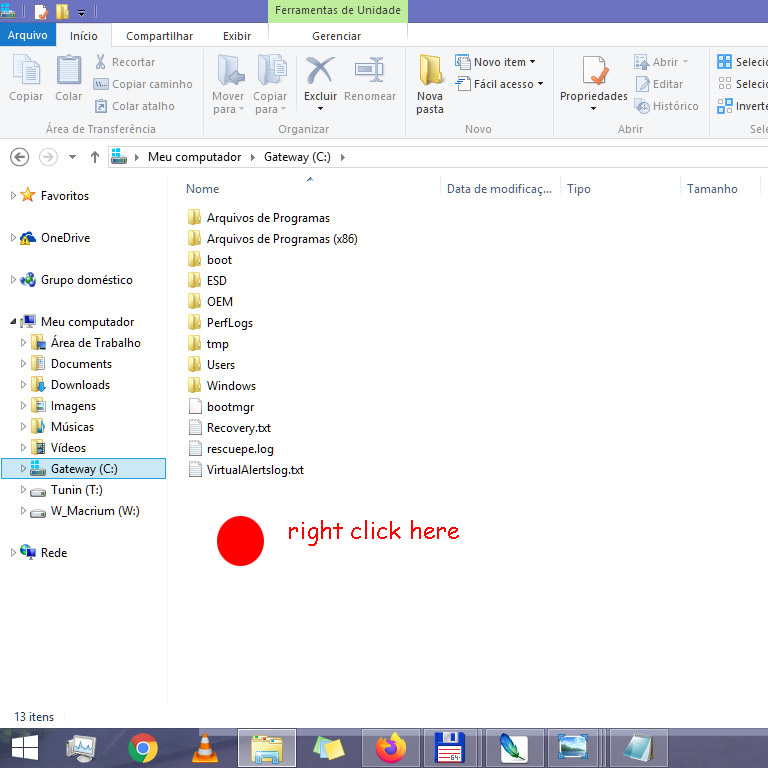 Ferramentas de Unidade
Arquivo Início Compartilhar Exibir Gerenciar
Copiar
Colar
Recortar
Copiar caminho
Colar atalho
Área de Transferência
Mover para
Copiar para
Excluir
Renomear
Organizar
Nova pasta
Novo item
Fácil acesso
Novo
Propriedades
Abrir
Editar
Histórico
Abrir
Selecio
Selecio
Inverte
Sele
Meu computador Gateway (C:)
Favoritos
OneDrive
Grupo doméstico
Meu computador
Área de Trabalho
Documents
Downloads
Imagens
Músicas
Vídeos
Gateway (C:)
Tunin (T:)
W_Macrium (W:)
Rede
Nome Data de modificaç... Tipo Tamanho
Arquivos de Programas
Arquivos de Programas (x86)
boot
ESD
OEM
PerfLogs
tmp
Users
Windows
bootmgr
Recovery.txt
rescuepe.log
VirtualAlertslog.txt
right click here
13 itens
64